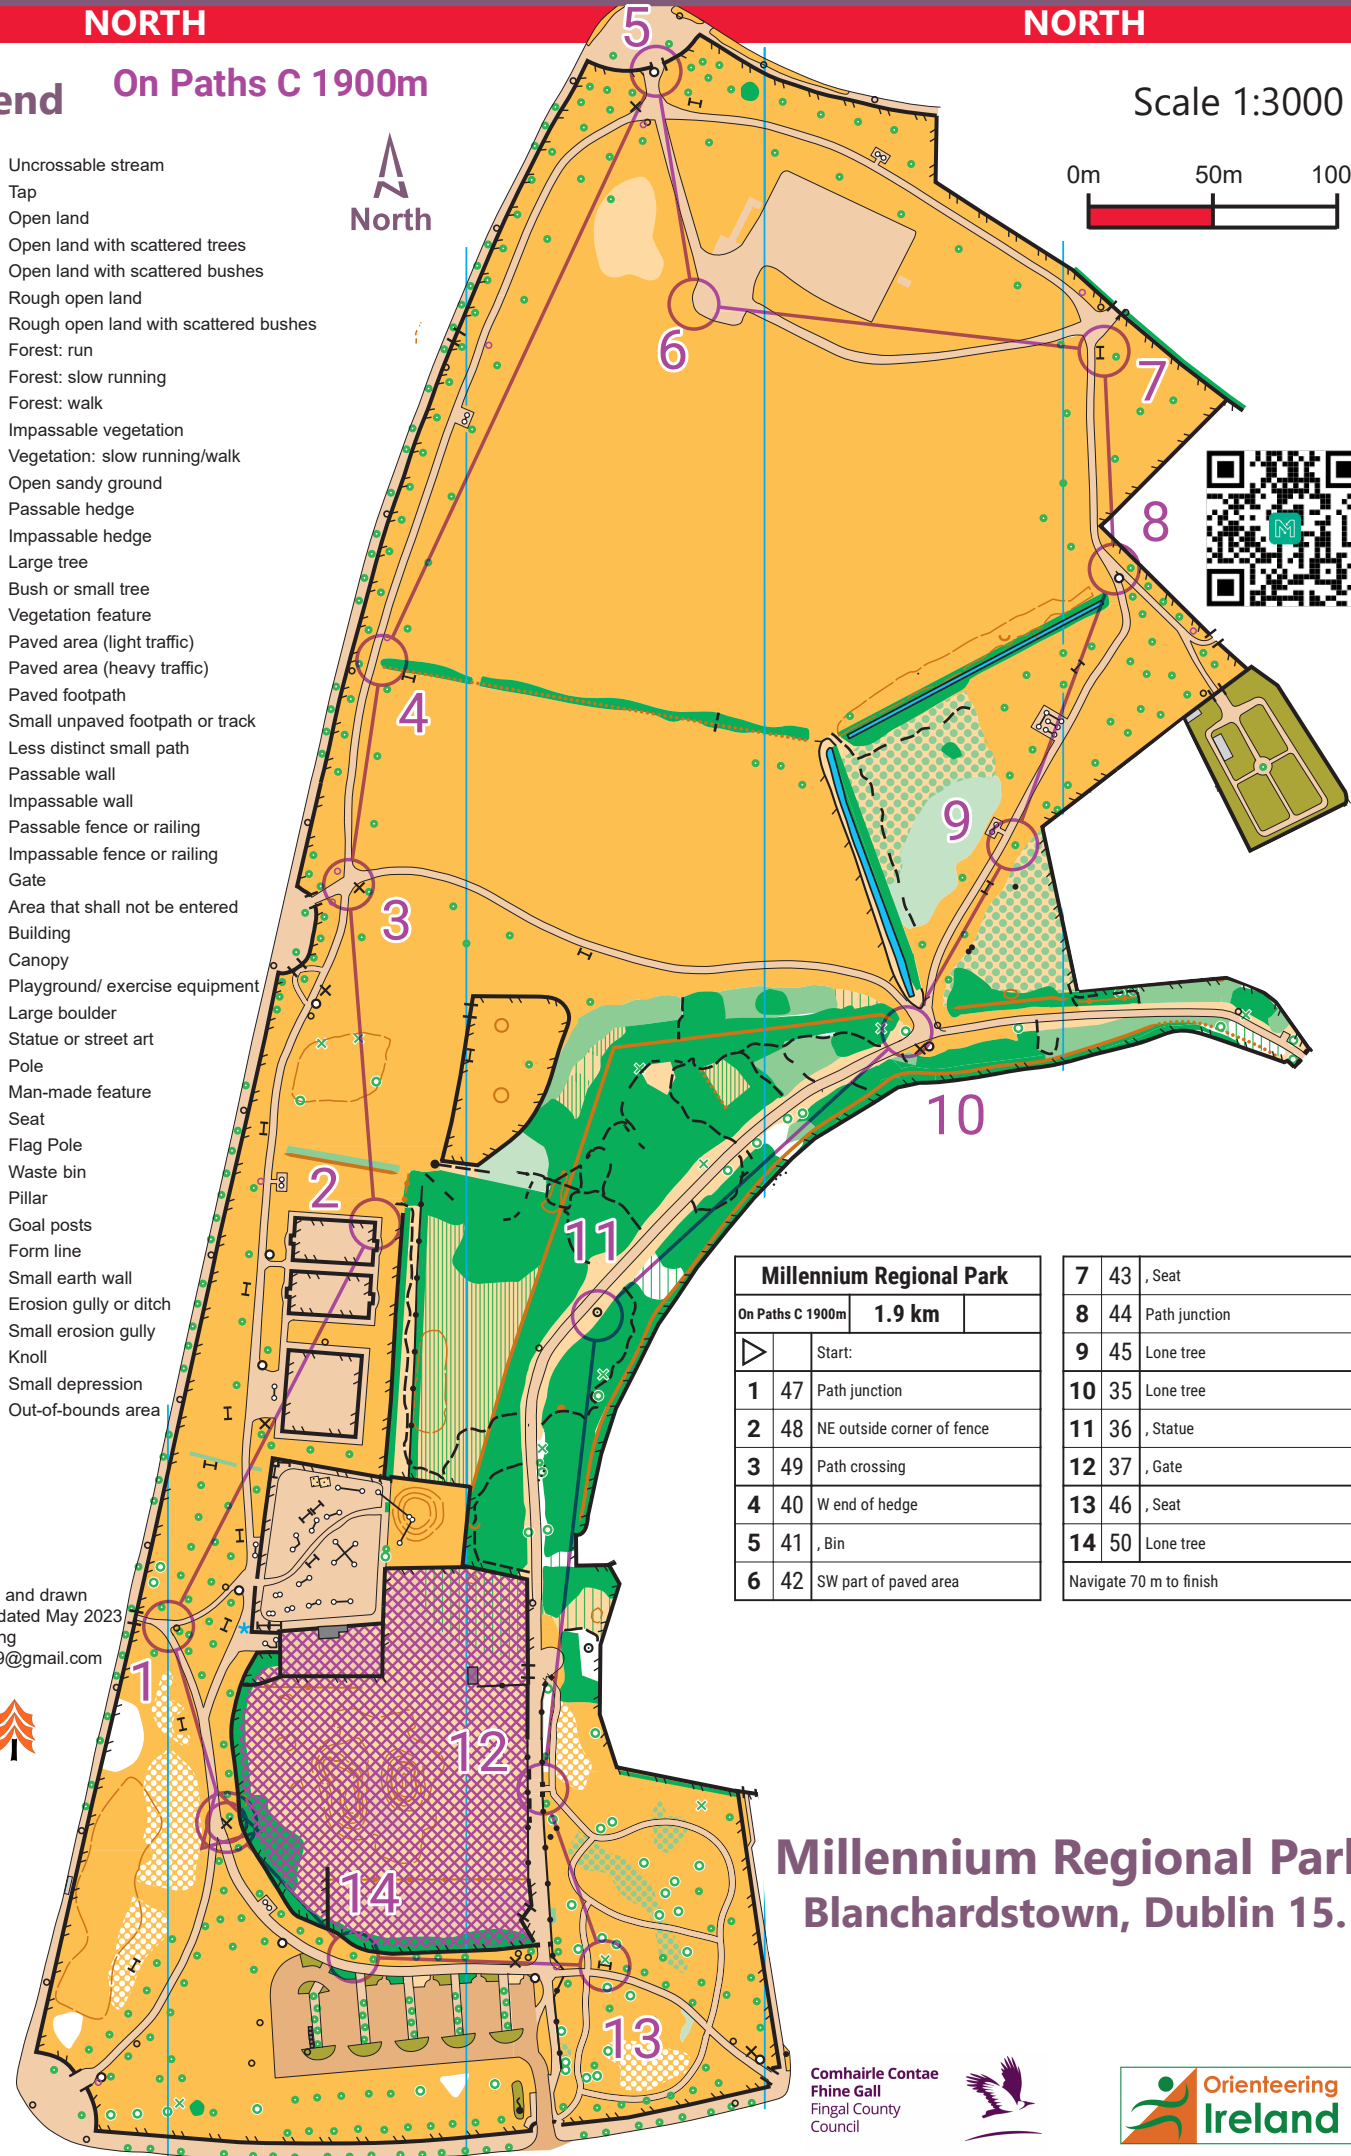 NORTH
NORTH
end
On Paths C 1900m
Scale 1:3000
0m 50m 100
North
Uncrossable stream
Tap
Open land
Open land with scattered trees
Open land with scattered bushes
Rough open land
Rough open land with scattered bushes
Forest: run
Forest: slow running
Forest: walk
Impassable vegetation
Vegetation: slow running/walk
Open sandy ground
Passable hedge
Impassable hedge
Large tree
Bush or small tree
Vegetation feature
Paved area (light traffic)
Paved area (heavy traffic)
Paved footpath
Small unpaved footpath or track
Less distinct small path
Passable wall
Impassable wall
Passable fence or railing
Impassable fence or railing
Gate
Area that shall not be entered
Building
Canopy
Playground/ exercise equipment
Large boulder
Statue or street art
Pole
Man-made feature
Seat
Flag Pole
Waste bin
Pillar
Goal posts
Form line
Small earth wall
Erosion gully or ditch
Small erosion gully
Knoll
Small depression
Out-of-bounds area
and drawn
dated May 2023
ng
9@gmail.com
5
6
7
8
4
9
3
10
2
11
1
12
14
13
Millennium Regional Park
On Paths C 1900m 1.9 km
Start:
1 47 Path junction
2 48 NE outside corner of fence
3 49 Path crossing
4 40 W end of hedge
5 41 , Bin
6 42 SW part of paved area
7 43 , Seat
8 44 Path junction
9 45 Lone tree
10 35 Lone tree
11 36 , Statue
12 37 , Gate
13 46 , Seat
14 50 Lone tree
Navigate 70 m to finish
Millennium Regional Park
Blanchardstown, Dublin 15.
Comhairle Contae
Fhine Gall
Fingal County
Council
Orienteering
Ireland